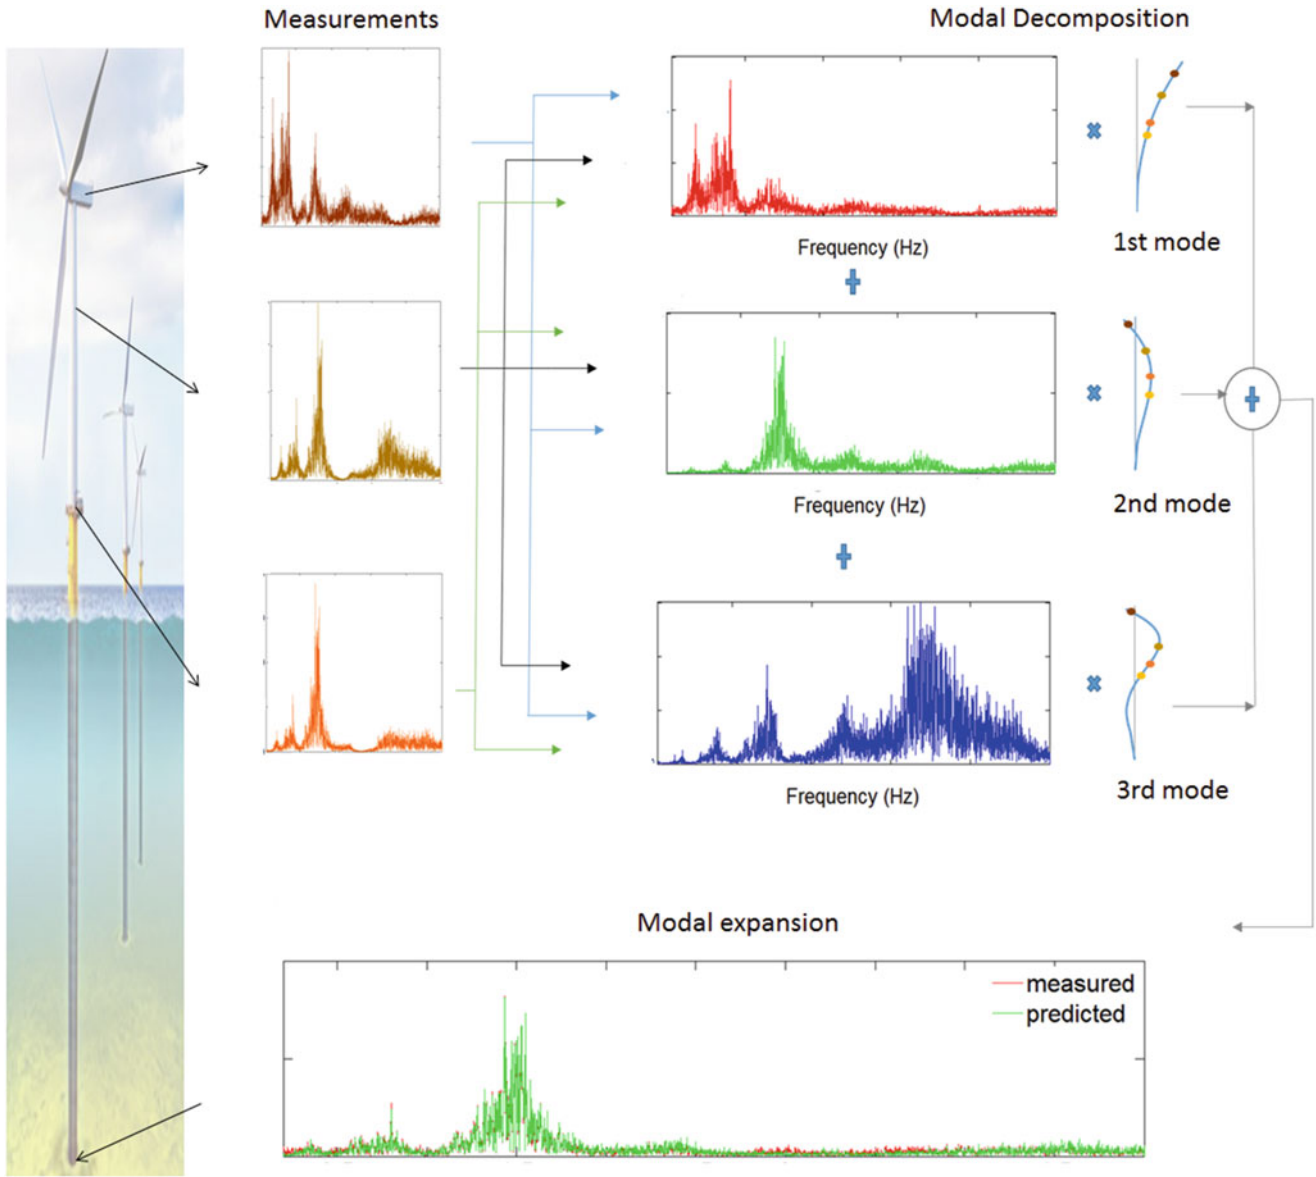 Measurements
Modal Decomposition
Frequency (Hz)
1st mode
Frequency (Hz)
2nd mode
Frequency (Hz)
3rd mode
Modal expansion
measured
predicted